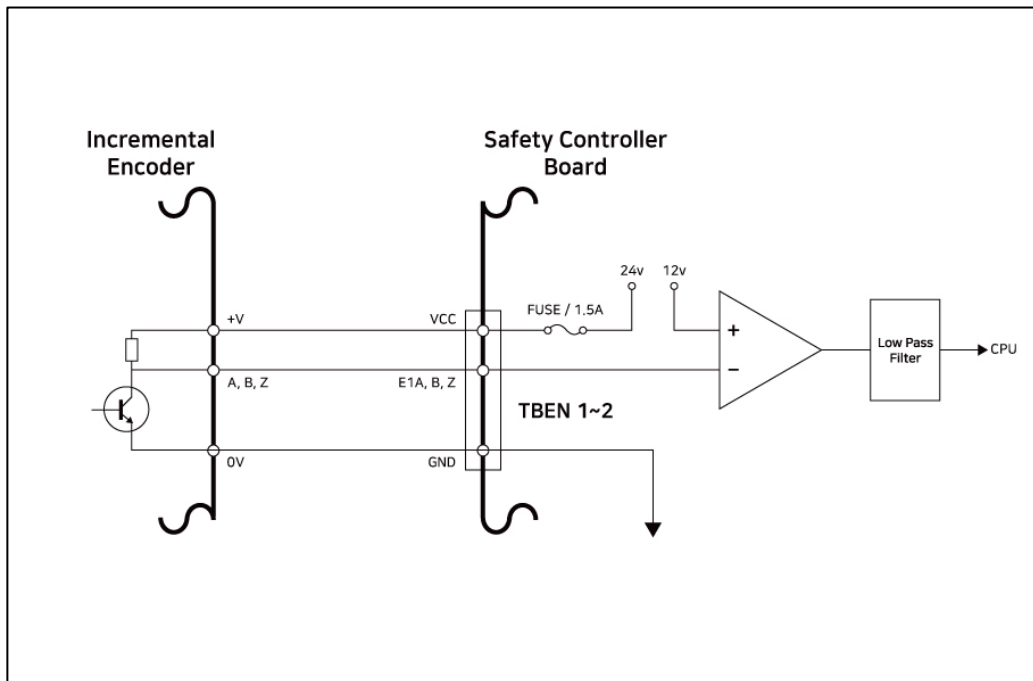 Incremental
Encoder
Safety Controller
Board
24v
12v
FUSE / 1.5A
+V
VCC
+
Low Pass
Filter
CPU
A, B, Z
E1A, B, Z
−
TBEN 1~2
0V
GND